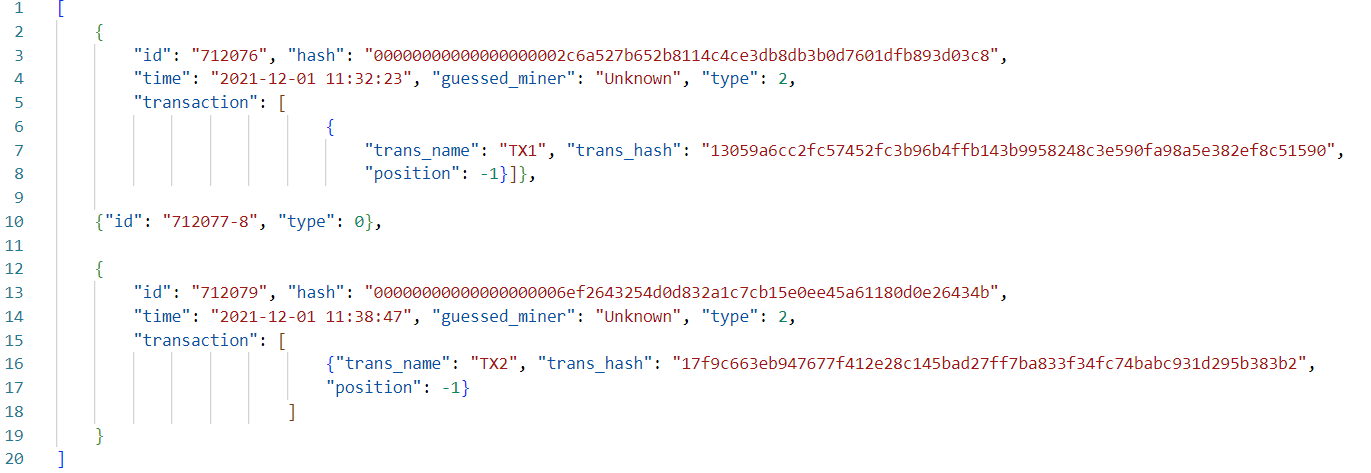 1 [
2 {
3 "id": "712076", "hash": "00000000000000000002c6a527b652b8114c4ce3db8db3b0d7601dfb893d03c8",
4 "time": "2021-12-01 11:32:23", "guessed_miner": "Unknown", "type": 2,
5 "transaction": [
6 {
7 "trans_name": "TX1", "trans_hash": "13059a6cc2fc57452fc3b96b4ffb143b9958248c3e590fa98a5e382ef8c51590",
8 "position": -1}]},
9
10 {"id": "712077-8", "type": 0},
11
12 {
13 "id": "712079", "hash": "00000000000000000006ef2643254d0d832a1c7cb15e0ee45a61180d0e26434b",
14 "time": "2021-12-01 11:38:47", "guessed_miner": "Unknown", "type": 2,
15 "transaction": [
16 {"trans_name": "TX2", "trans_hash": "17f9c663eb947677f412e28c145bad27ff7ba833f34fc74babc931d295b383b2",
17 "position": -1}
18 ]
19 }
20 ]